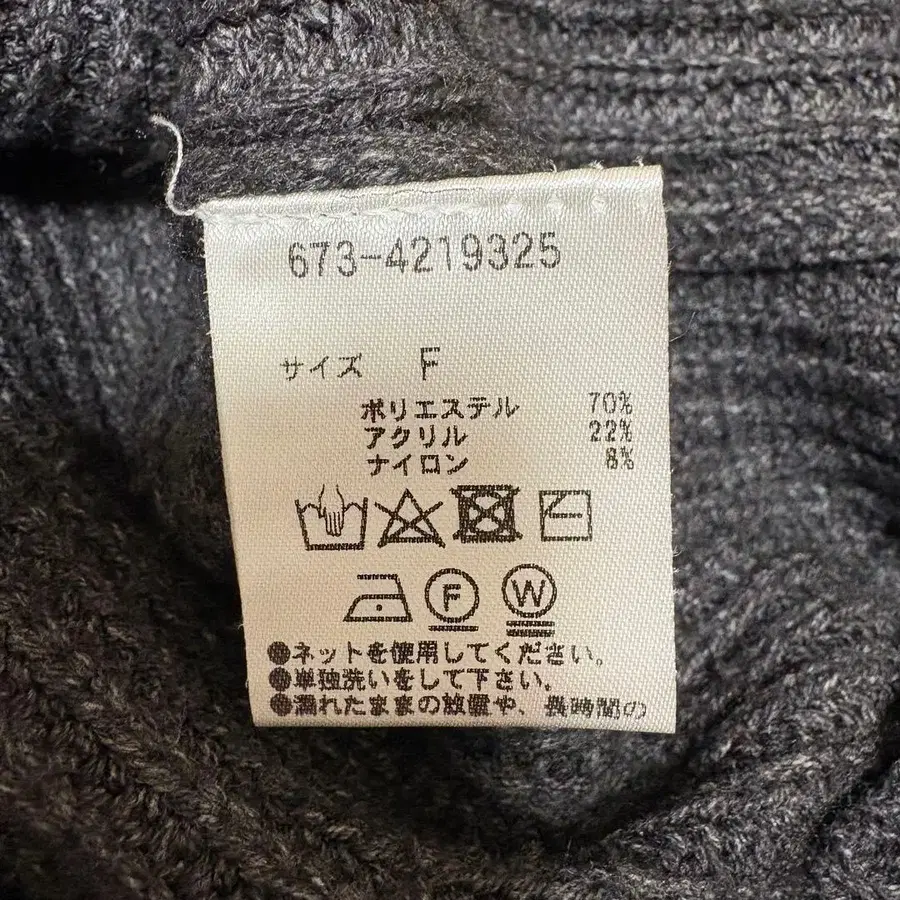 673-4219325
サイズ F
ポリエステル 70%
アクリル 22%
ナイロン 8%
F W
●ネットを使用してください。
●単独洗いをして下さい。
●濡れたままの放置や、長時間の